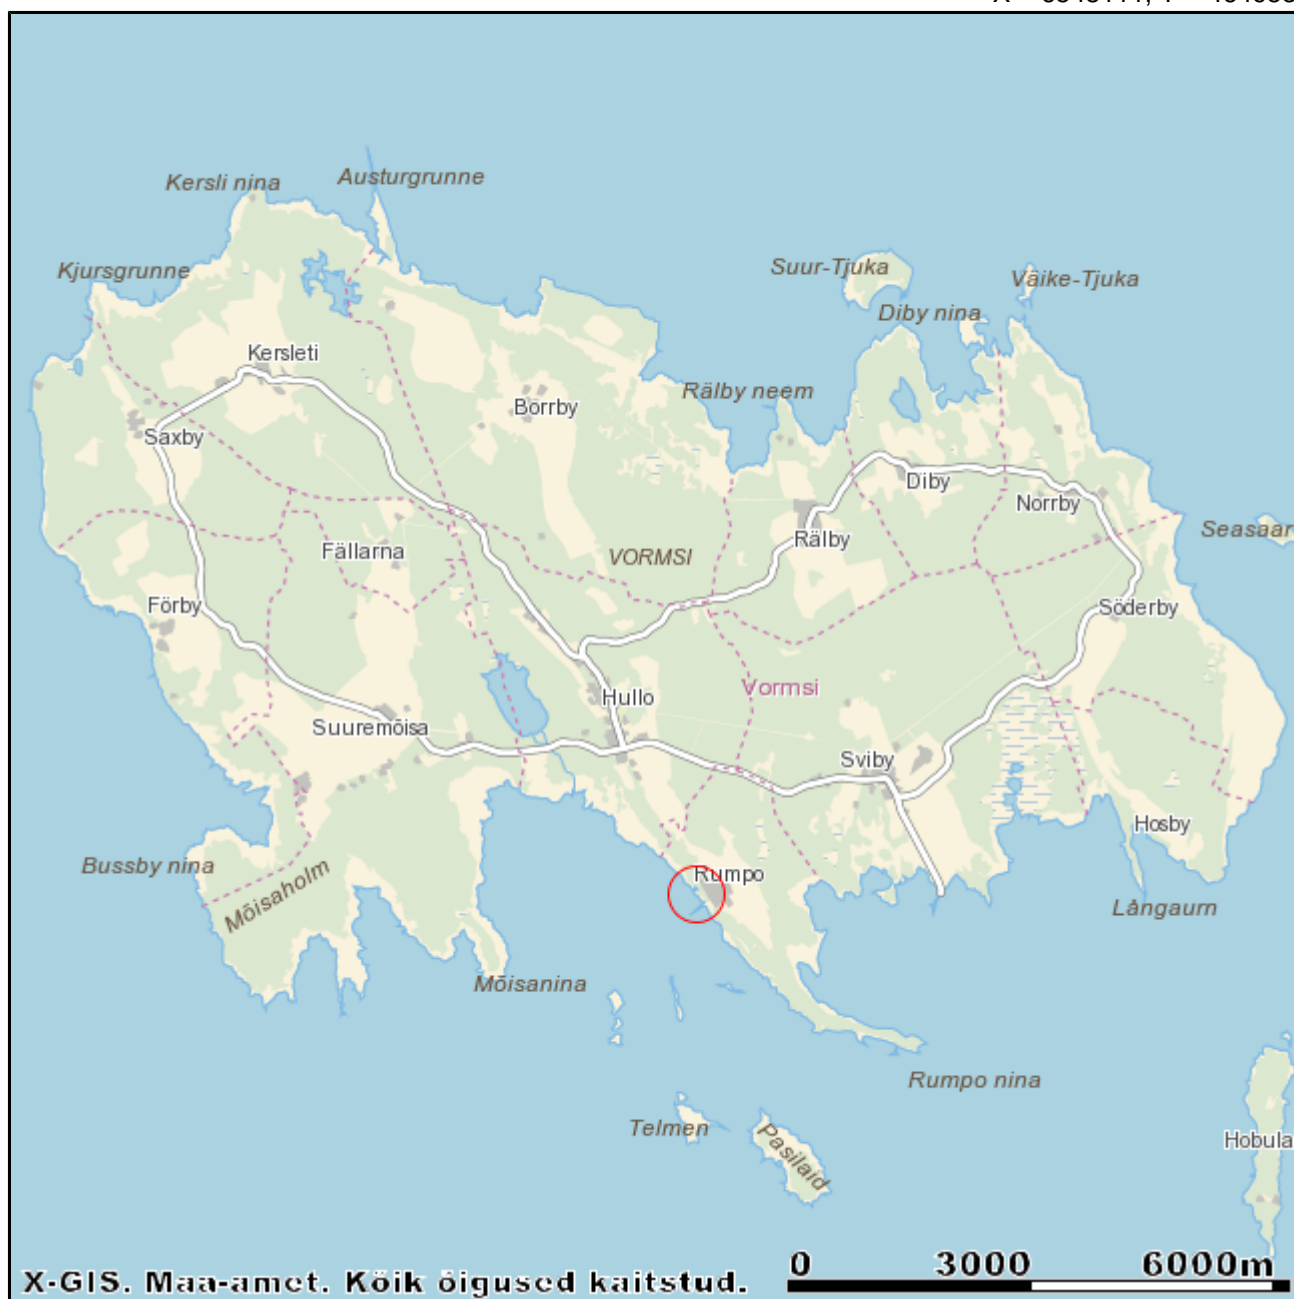 Kersli nina
Austurgrunne
Kjursgrunne
Suur-Tjuka
Väike-Tjuka
Diby nina
Kersleti
Rälby neem
Borrby
Saxby
Diby
Norrby
Seasaar
Rälby
Fällarna
VORMSI
Förby
Söderby
Vormsi
Hullo
Suuremõisa
Sviby
Hosby
Bussby nina
Mõisaholm
Rumpo
Långaurn
Mõisanina
Rumpo nina
Telmen
Pasilaid
Hobula
0 3000 6000m
X-GIS. Maa-amet. Kõik õigused kaitstud.